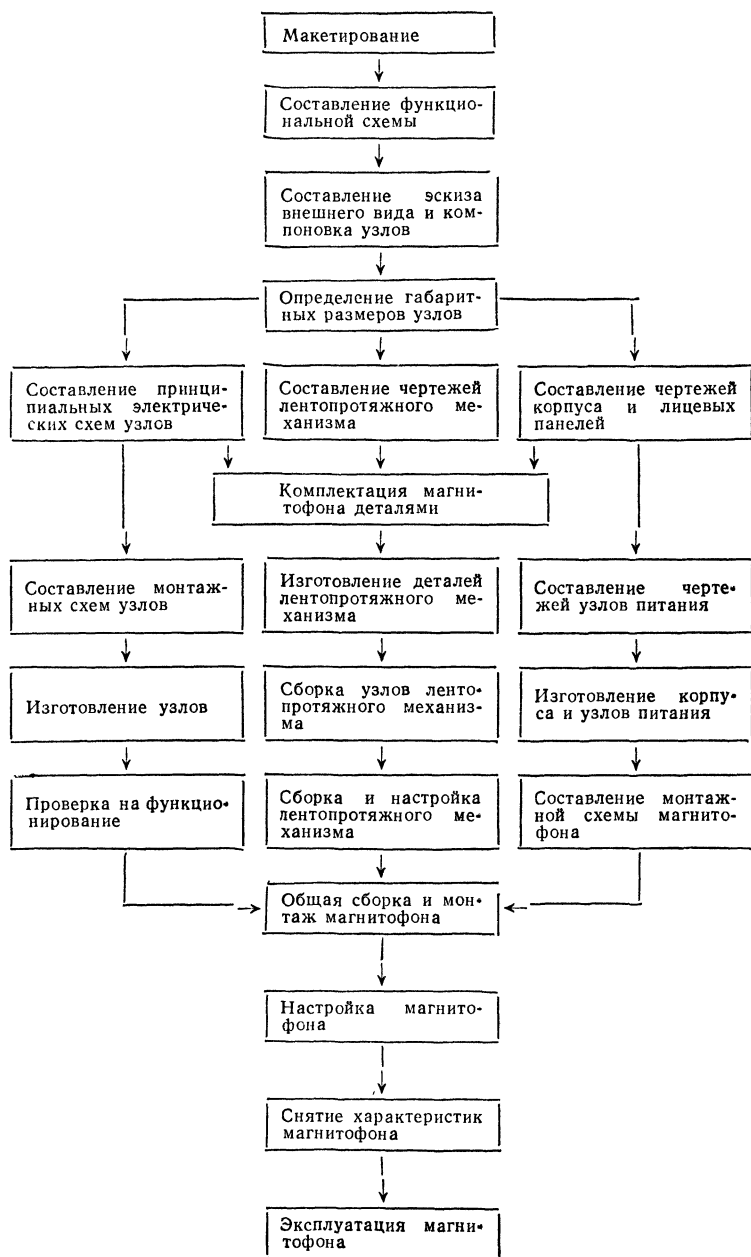 Макетирование
Составление функцио-
нальной схемы
Составление эскиза
внешнего вида и ком-
поновка узлов
Определение габарит-
ных размеров узлов
Составление принци-
пиальных электриче-
ских схем узлов
Составление чертежей
лентопротяжного ме-
ханизма
Составление чертежей
корпуса и лицевых
панелей
Комплектация магни-
тофона деталями
Составление монтаж-
ных схем узлов
Изготовление деталей
лентопротяжного ме-
ханизма
Составление черте-
жей узлов питания
Изготовление узлов
Сборка узлов ленто-
протяжного механиз-
ма
Изготовление корпу-
са и узлов питания
Проверка на функцио-
нирование
Сборка и настройка
лентопротяжного ме-
ханизма
Составление монтаж-
ной схемы магнито-
фона
Общая сборка и мон-
таж магнитофона
Настройка магнито-
фона
Снятие характеристик
магнитофона
Эксплуатация магни-
тофона